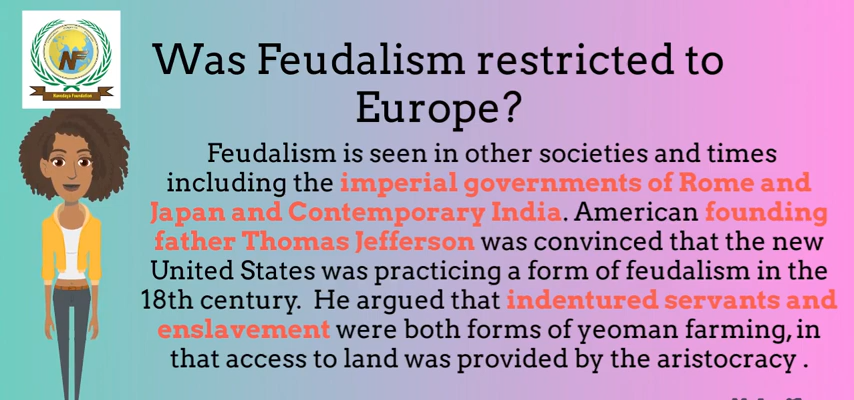 Was Feudalism restricted to
Europe?
Feudalism is seen in other societies and times
including the imperial governments of Rome and
Japan and Contemporary India. American founding
father Thomas Jefferson was convinced that the new
United States was practicing a form of feudalism in the
18th century. He argued that indentured servants and
enslavement were both forms of yeoman farming, in
that access to land was provided by the aristocracy .
NF